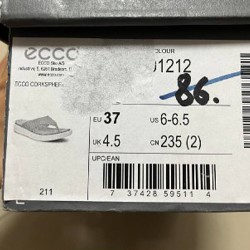 ecco
COLOUR
01212
86.
ECCO Sko A/S
ECCO CORKSPHERE
EU 37
US 6-6.5
UK 4.5
CN 235 (2)
UPC/EAN
211
7 37428 59511 4